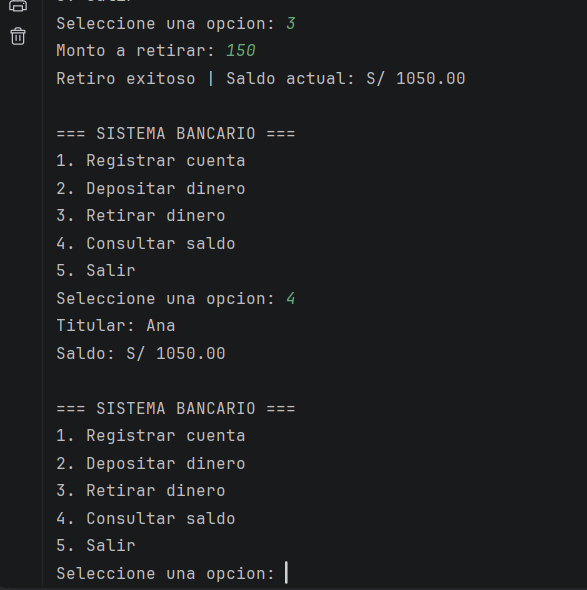 Seleccione una opcion: 3
Monto a retirar: 150
Retiro exitoso | Saldo actual: S/ 1050.00
=== SISTEMA BANCARIO ===
1. Registrar cuenta
2. Depositar dinero
3. Retirar dinero
4. Consultar saldo
5. Salir
Seleccione una opcion: 4
Titular: Ana
Saldo: S/ 1050.00
=== SISTEMA BANCARIO ===
1. Registrar cuenta
2. Depositar dinero
3. Retirar dinero
4. Consultar saldo
5. Salir
Seleccione una opcion: